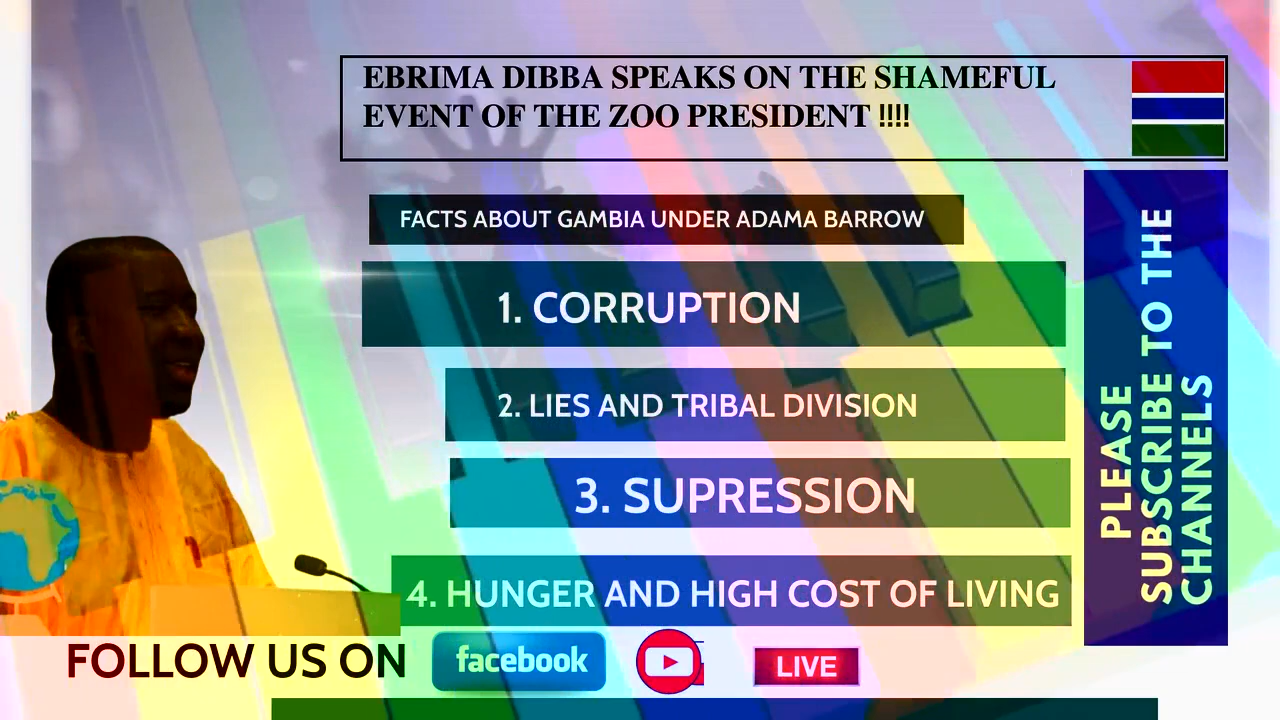 EBRIMA DIBBA SPEAKS ON THE SHAMEFUL
EVENT OF THE ZOO PRESIDENT !!!!
FACTS ABOUT GAMBIA UNDER ADAMA BARROW
1. CORRUPTION
2. LIES AND TRIBAL DIVISION
3. SUPRESSION
4. HUNGER AND HIGH COST OF LIVING
PLEASE
SUBSCRIBE TO THE
CHANNELS
FOLLOW US ON
facebook
LIVE